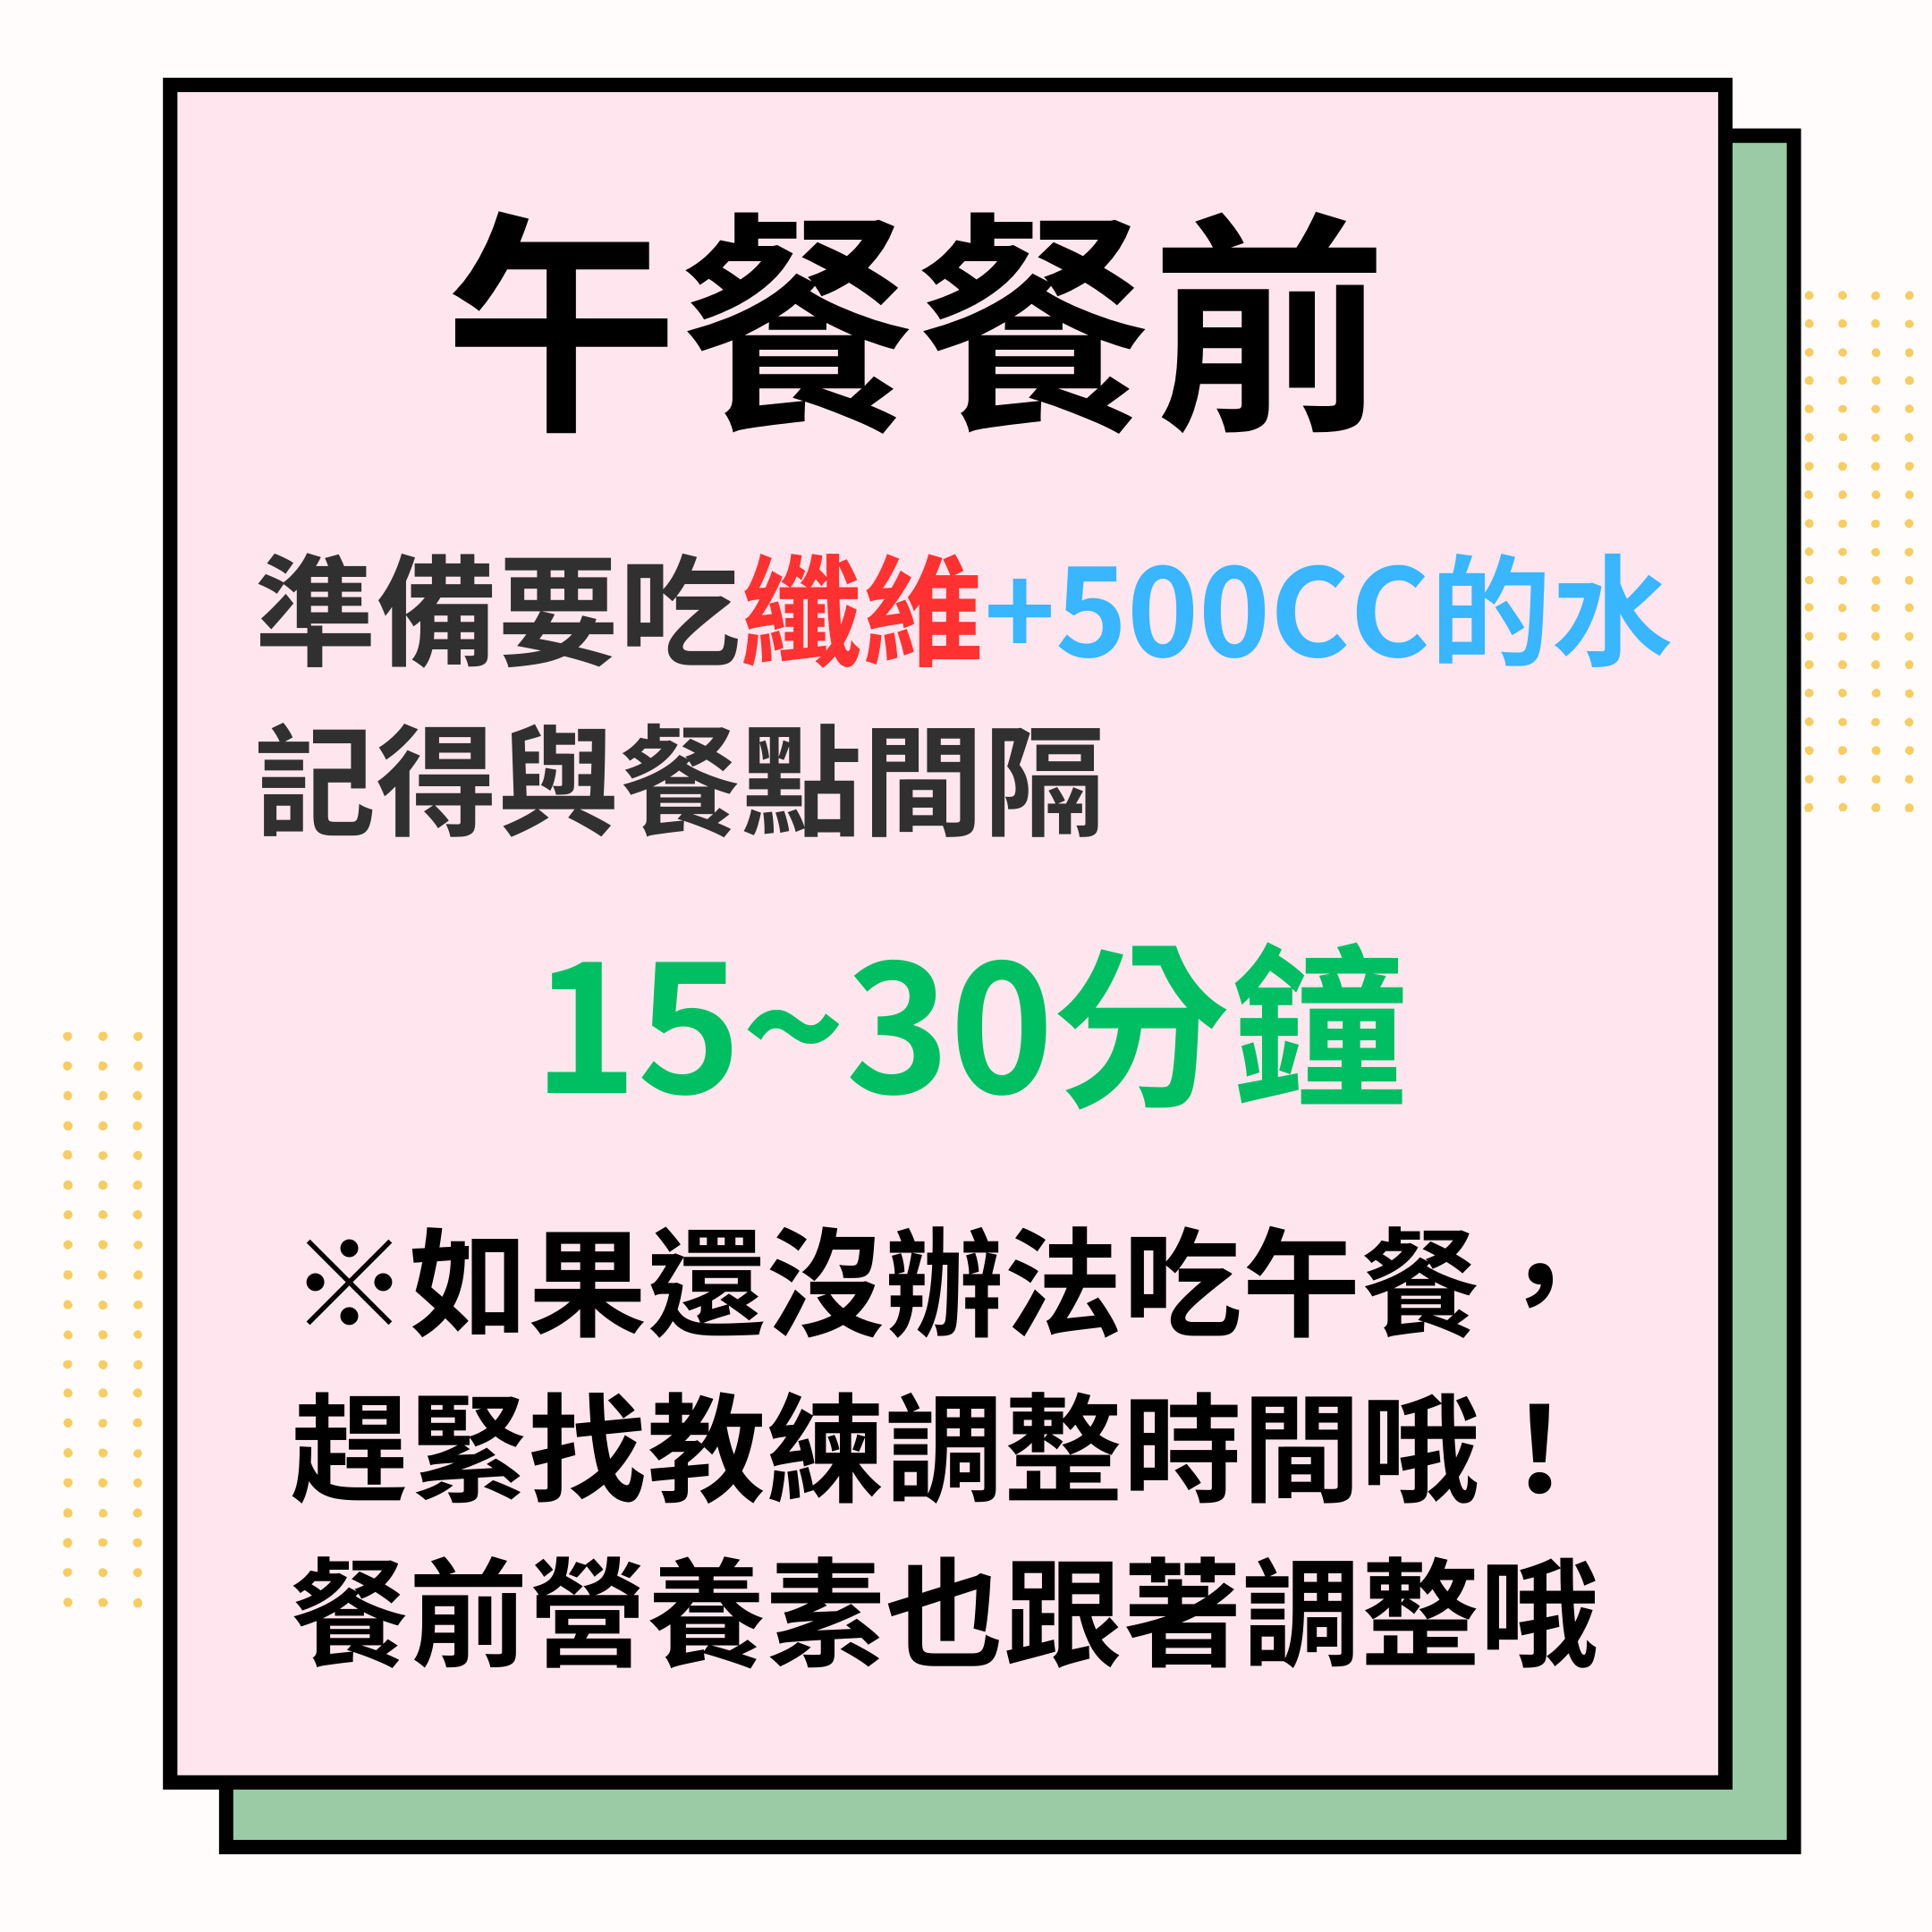 午餐餐前
準備要吃纖維+500CC的水
記得與餐點間隔
15~30分鐘
※如果還沒辦法吃午餐，
趕緊找教練調整時間哦！
餐前營養素也跟著調整哦